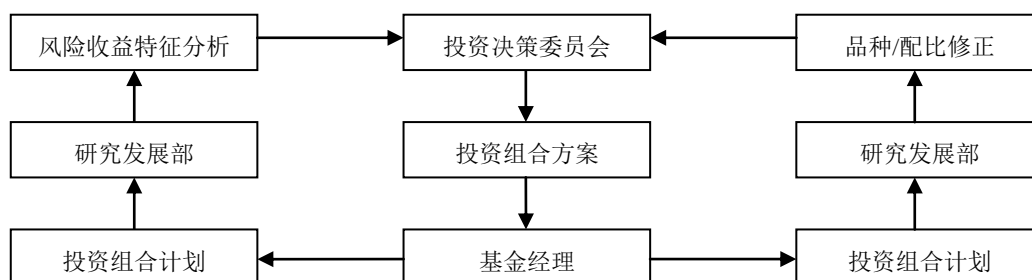 风险收益特征分析
投资决策委员会
品种/配比修正
研究发展部
投资组合方案
研究发展部
投资组合计划
基金经理
投资组合计划